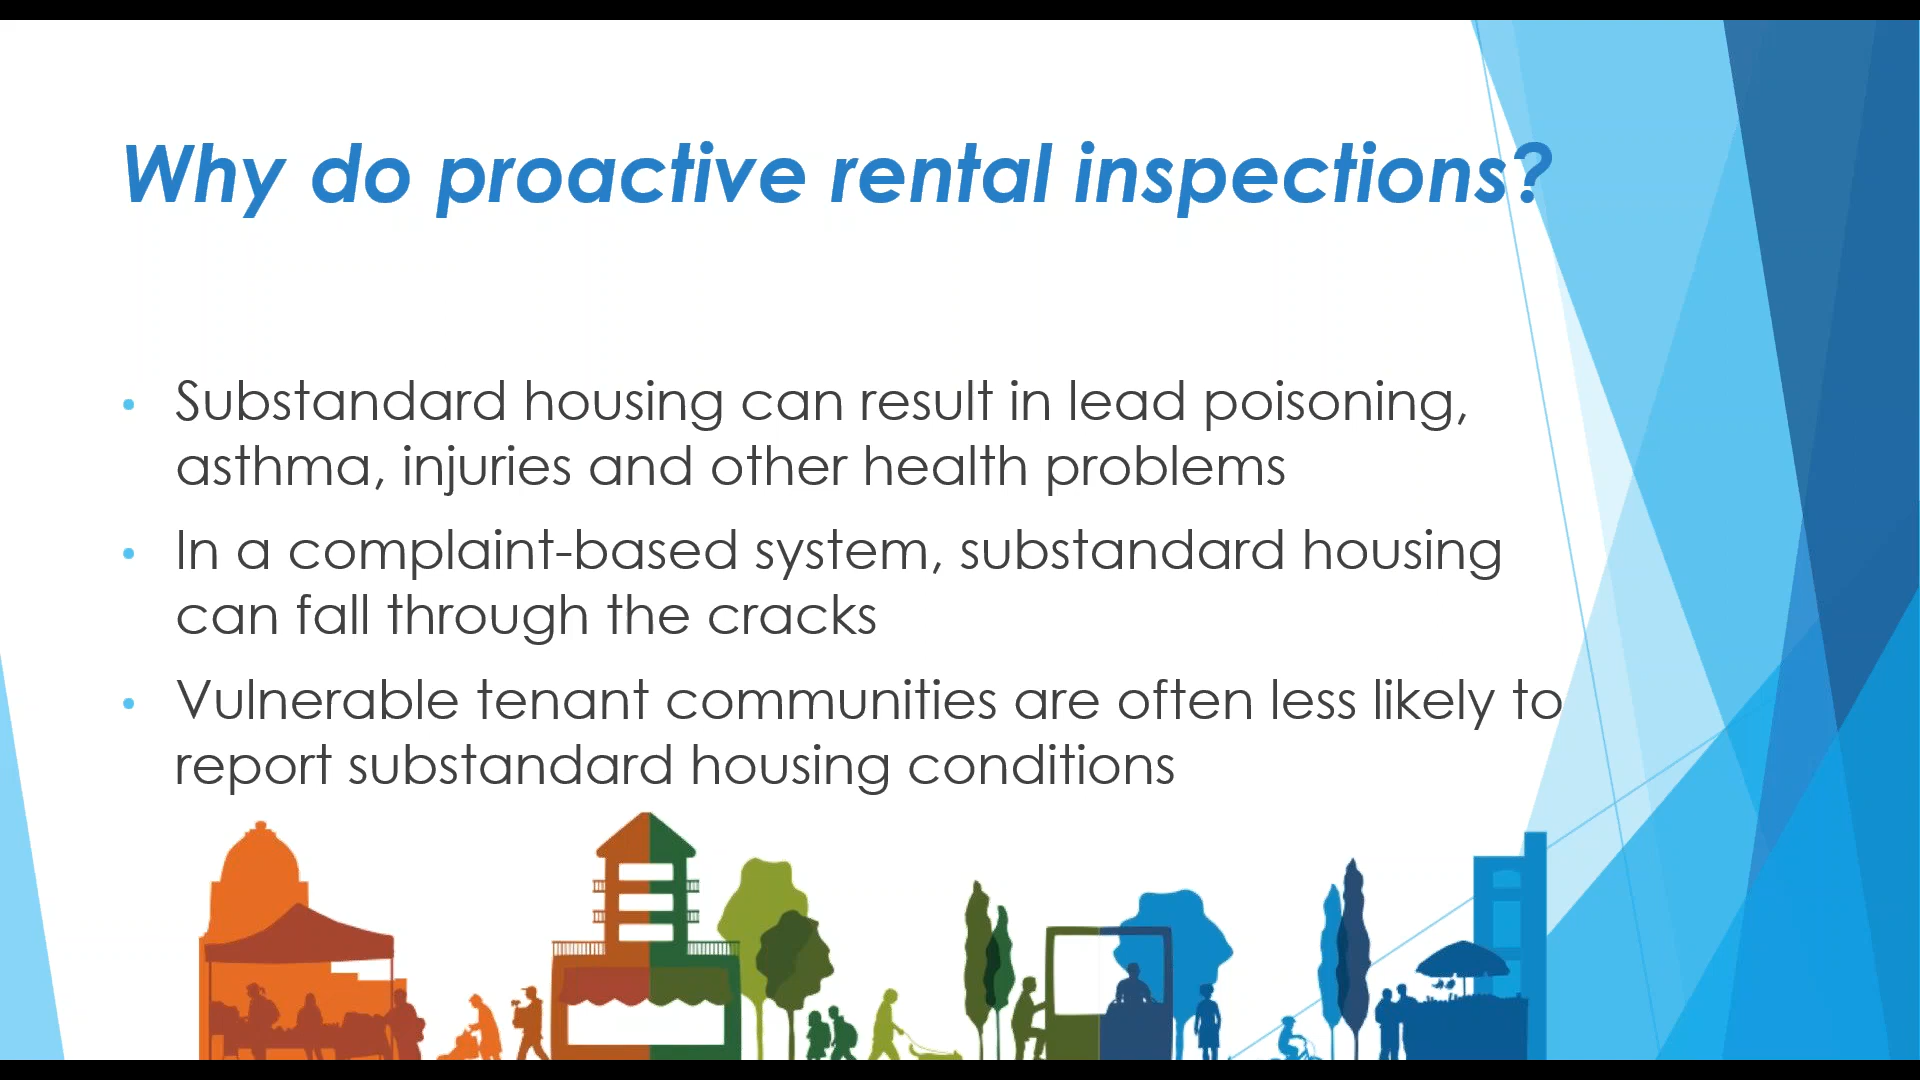 Why do proactive rental inspections?
• Substandard housing can result in lead poisoning,
asthma, injuries and other health problems
• In a complaint-based system, substandard housing
can fall through the cracks
• Vulnerable tenant communities are often less likely to
report substandard housing conditions